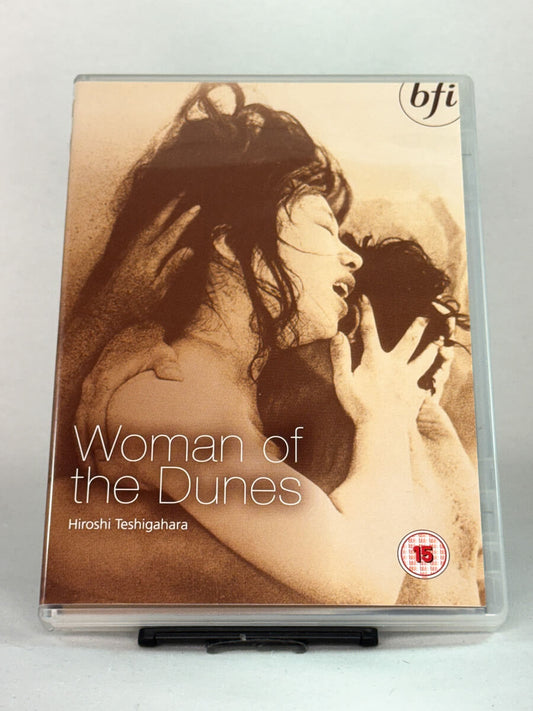 bfi
Woman of
the Dunes
Hiroshi Teshigahara
15